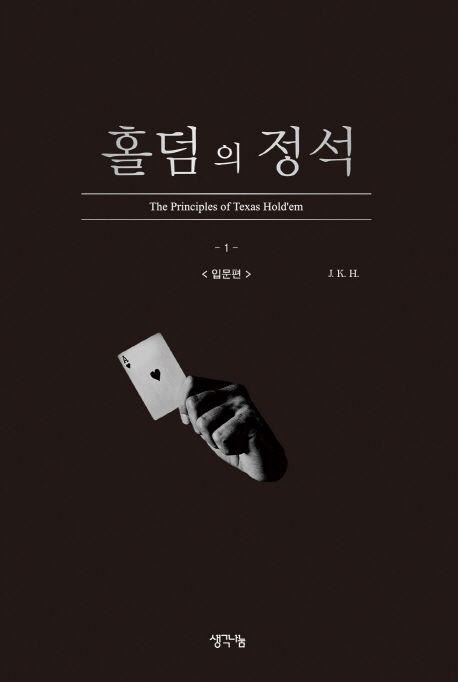 홀덤의 정석
The Principles of Texas Hold'em
- 1 -
< 입문편 >
J. K. H.
A
생각나눔